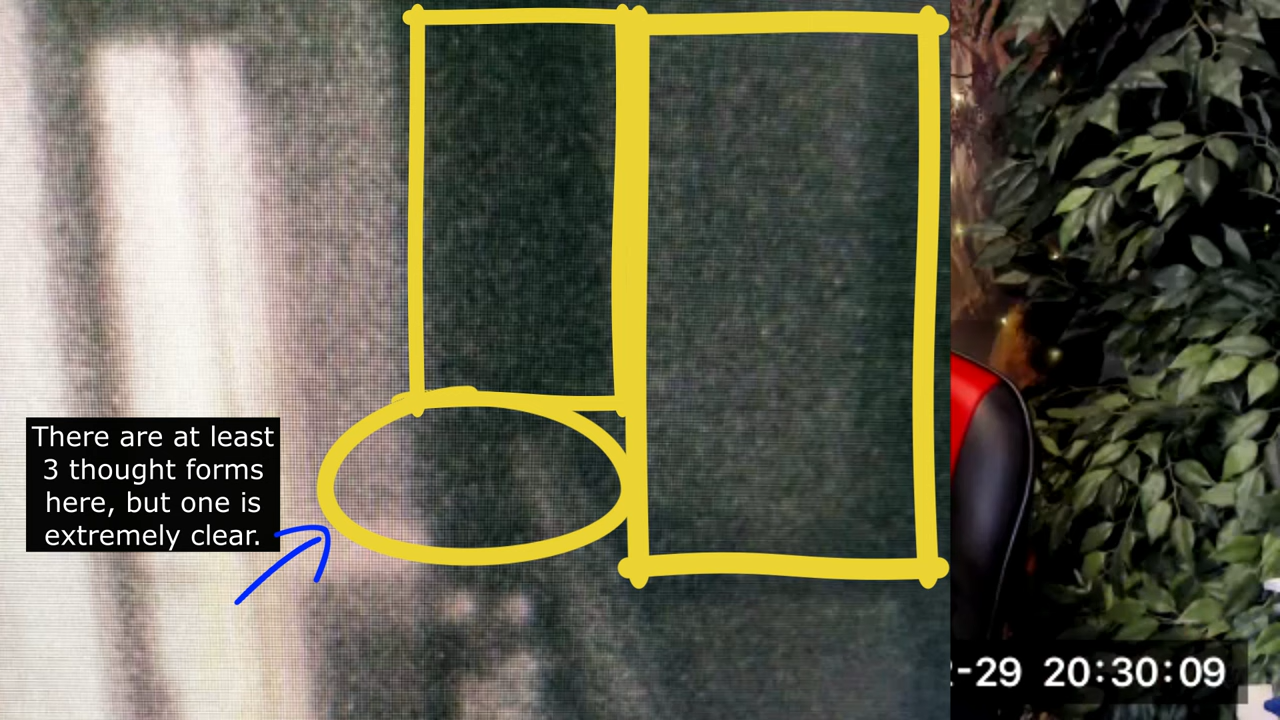 There are at least
3 thought forms
here, but one is
extremely clear.
-29 20:30:09